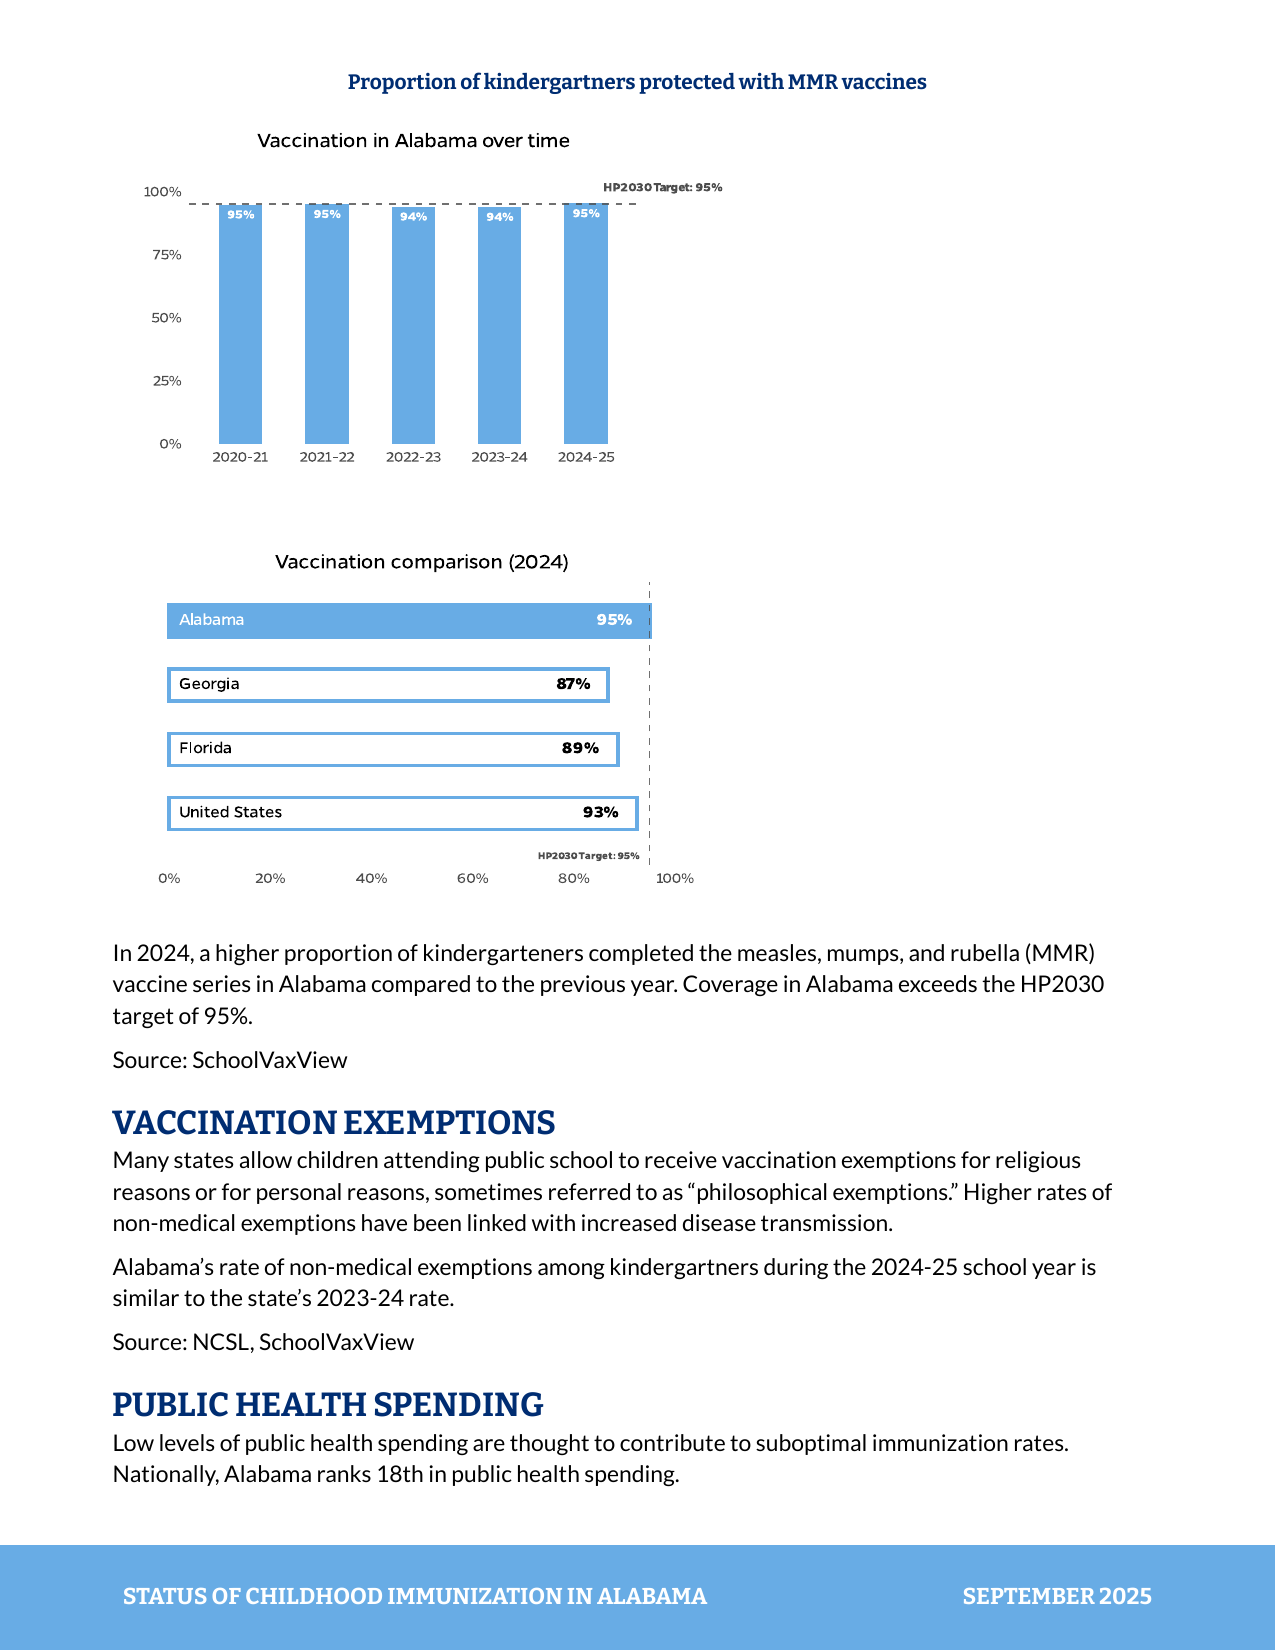 Proportion of kindergartners protected with MMR vaccines
Vaccination in Alabama over time
HP2030 Target: 95%
100%
75%
50%
25%
0%
95%
95%
94%
94%
95%
2020-21
2021-22
2022-23
2023-24
2024-25
Vaccination comparison (2024)
Alabama 95%
Georgia 87%
Florida 89%
United States 93%
HP2030 Target: 95%
0% 20% 40% 60% 80% 100%
In 2024, a higher proportion of kindergarteners completed the measles, mumps, and rubella (MMR)
vaccine series in Alabama compared to the previous year. Coverage in Alabama exceeds the HP2030
target of 95%.
Source: SchoolVaxView
VACCINATION EXEMPTIONS
Many states allow children attending public school to receive vaccination exemptions for religious
reasons or for personal reasons, sometimes referred to as “philosophical exemptions.” Higher rates of
non-medical exemptions have been linked with increased disease transmission.
Alabama’s rate of non-medical exemptions among kindergartners during the 2024-25 school year is
similar to the state’s 2023-24 rate.
Source: NCSL, SchoolVaxView
PUBLIC HEALTH SPENDING
Low levels of public health spending are thought to contribute to suboptimal immunization rates.
Nationally, Alabama ranks 18th in public health spending.
STATUS OF CHILDHOOD IMMUNIZATION IN ALABAMA SEPTEMBER 2025